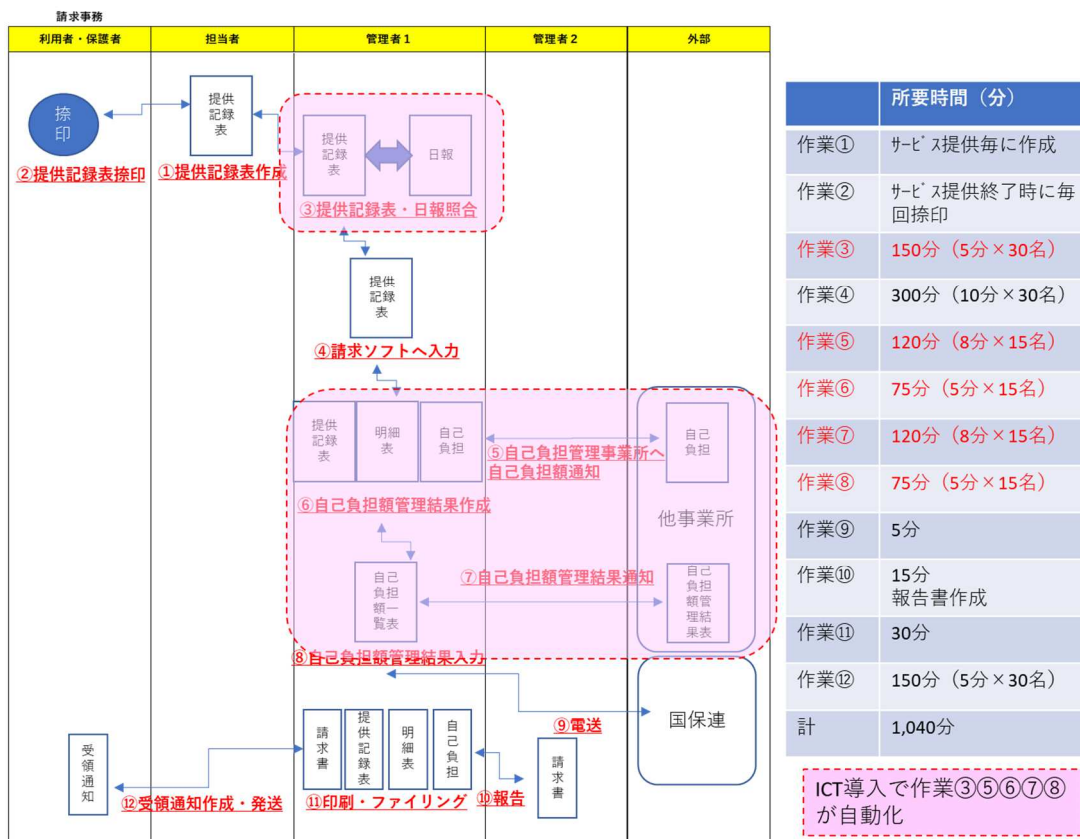 請求事務
利用者・保護者
担当者
管理者1
管理者2
外部
捺
印
提供
記録
表
提供
記録
表
日報
②提供記録表捺印
①提供記録表作成
③提供記録表・日報照合
提供
記録
表
④請求ソフトへ入力
提供
記録
表
明細
表
自己
負担
⑤自己負担管理事業所へ
自己負担額通知
自己
負担
⑥自己負担額管理結果作成
他事業所
自己
負担
額一
覧表
⑦自己負担額管理結果通知
自己
負担
額管
理結
果表
⑧自己負担額管理結果入力
⑨電送
国保連
受
領
通
知
請
求
書
提
供
記
録
表
明
細
表
自
己
負
担
請
求
書
⑫受領通知作成・発送
⑪印刷・ファイリング
⑩報告
所要時間（分）
作業①
サービス提供毎に作成
作業②
サービス提供終了時に毎
回捺印
作業③
150分（5分×30名）
作業④
300分（10分×30名）
作業⑤
120分（8分×15名）
作業⑥
75分（5分×15名）
作業⑦
120分（8分×15名）
作業⑧
75分（5分×15名）
作業⑨
5分
作業⑩
15分
報告書作成
作業⑪
30分
作業⑫
150分（5分×30名）
計
1,040分
ICT導入で作業③⑤⑥⑦⑧
が自動化